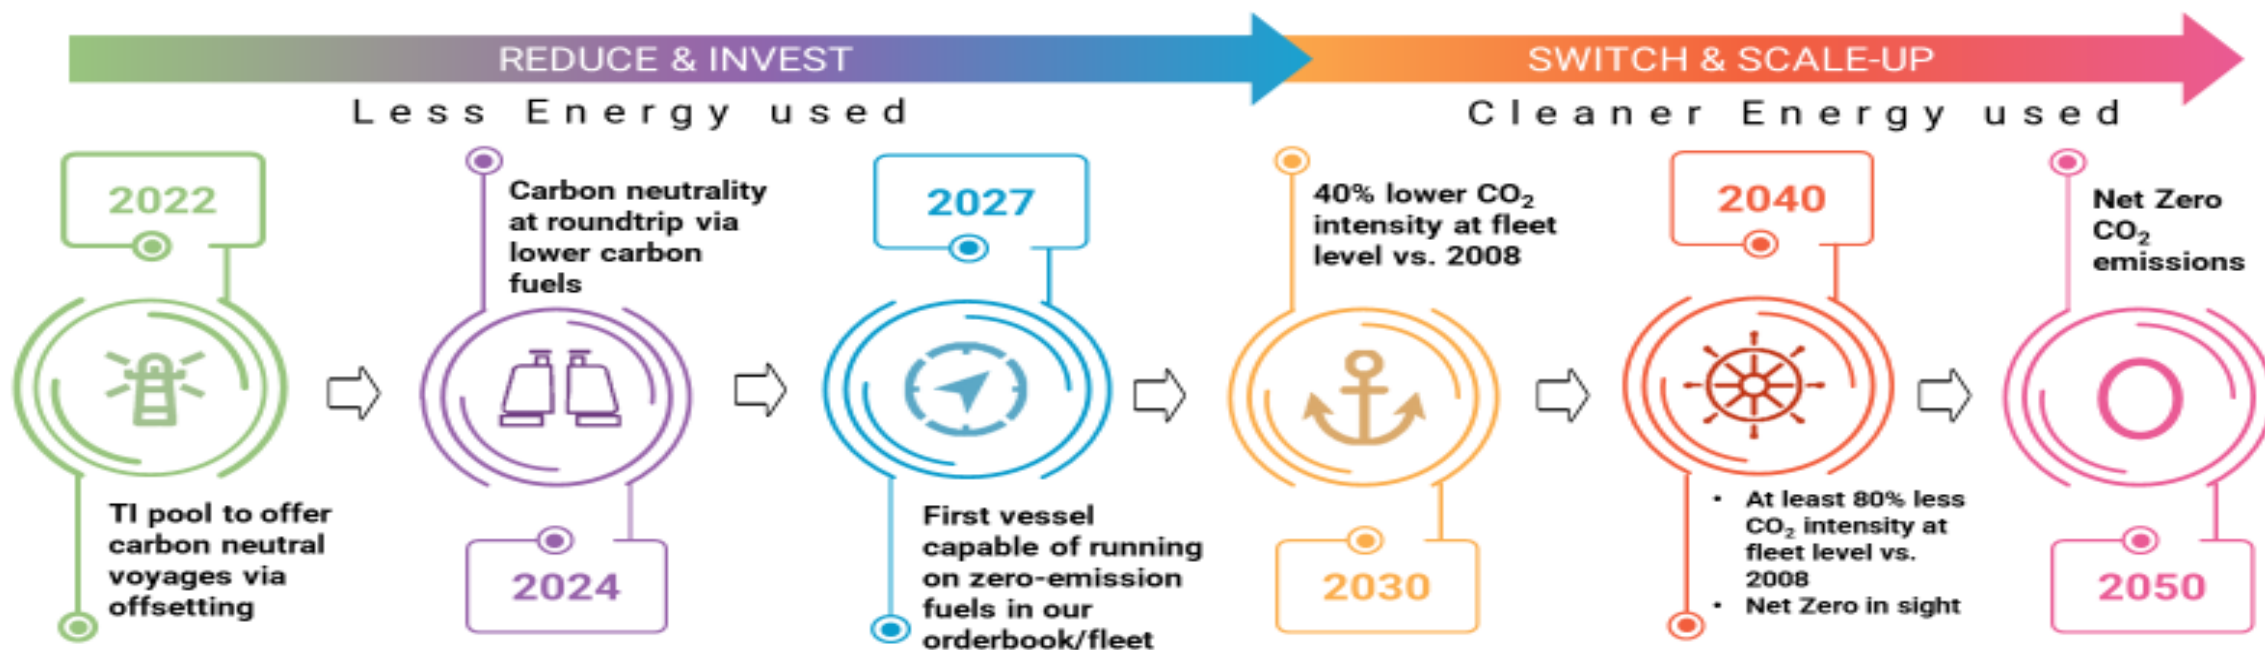 REDUCE & INVEST
SWITCH & SCALE-UP
Less Energy used
Cleaner Energy used
2022
TI pool to offer
carbon neutral
voyages via
offsetting
Carbon neutrality
at roundtrip via
lower carbon
fuels
2024
2027
First vessel
capable of running
on zero-emission
fuels in our
orderbook/fleet
40% lower CO₂
intensity at fleet
level vs. 2008
2030
2040
• At least 80% less
CO₂ intensity at
fleet level vs.
2008
• Net Zero in sight
Net Zero
CO₂
emissions
O
2050